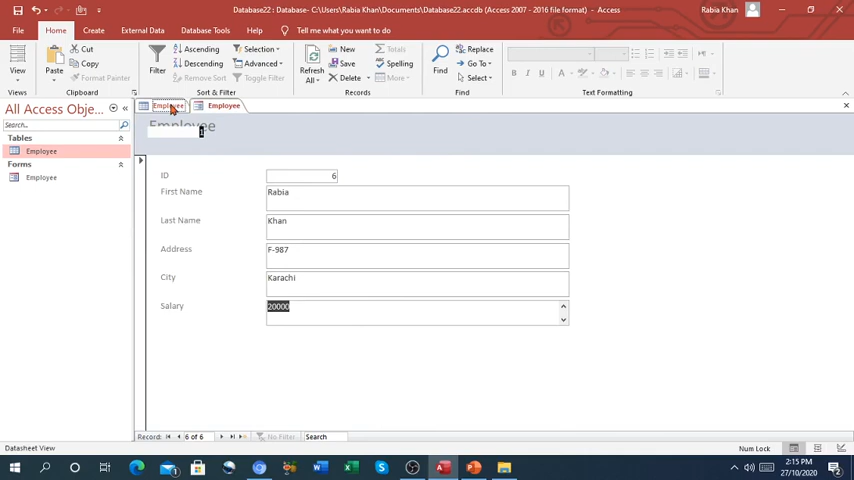 Database22 : Database- C:\Users\Rabia Khan\Documents\Database22.accdb (Access 2007 - 2016 file format) - Access
Rabia Khan
File Home Create External Data Database Tools Help Tell me what you want to do
View
Views
Paste
Cut
Copy
Format Painter
Clipboard
Filter
Ascending
Descending
Remove Sort
Selection
Advanced
Toggle Filter
Sort & Filter
Refresh All
New
Save
Delete
Totals
Spelling
More
Records
Find
Replace
Go To
Select
Find
B I U A
Text Formatting
All Access Obje...
Search...
Tables
Employee
Forms
Employee
Employee Employee
Employee
ID 6
First Name Rabia
Last Name Khan
Address F-987
City Karachi
Salary 20000
Record: 6 of 6 No Filter Search
Datasheet View
Num Lock
2:15 PM
27/10/2020